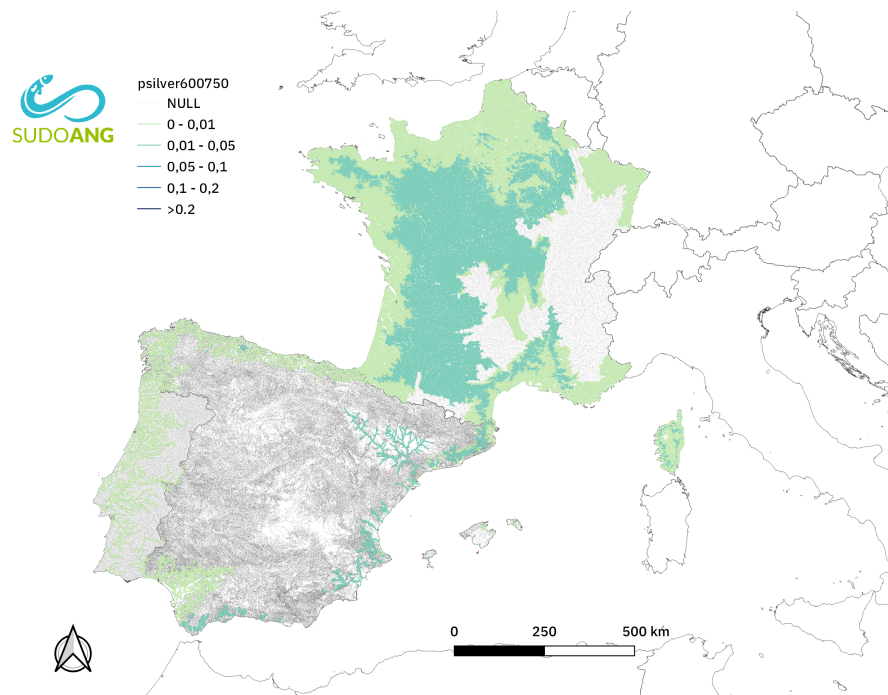 SUDOANG
psilver600750
NULL
0 - 0,01
0,01 - 0,05
0,05 - 0,1
0,1 - 0,2
>0.2
0 250 500 km